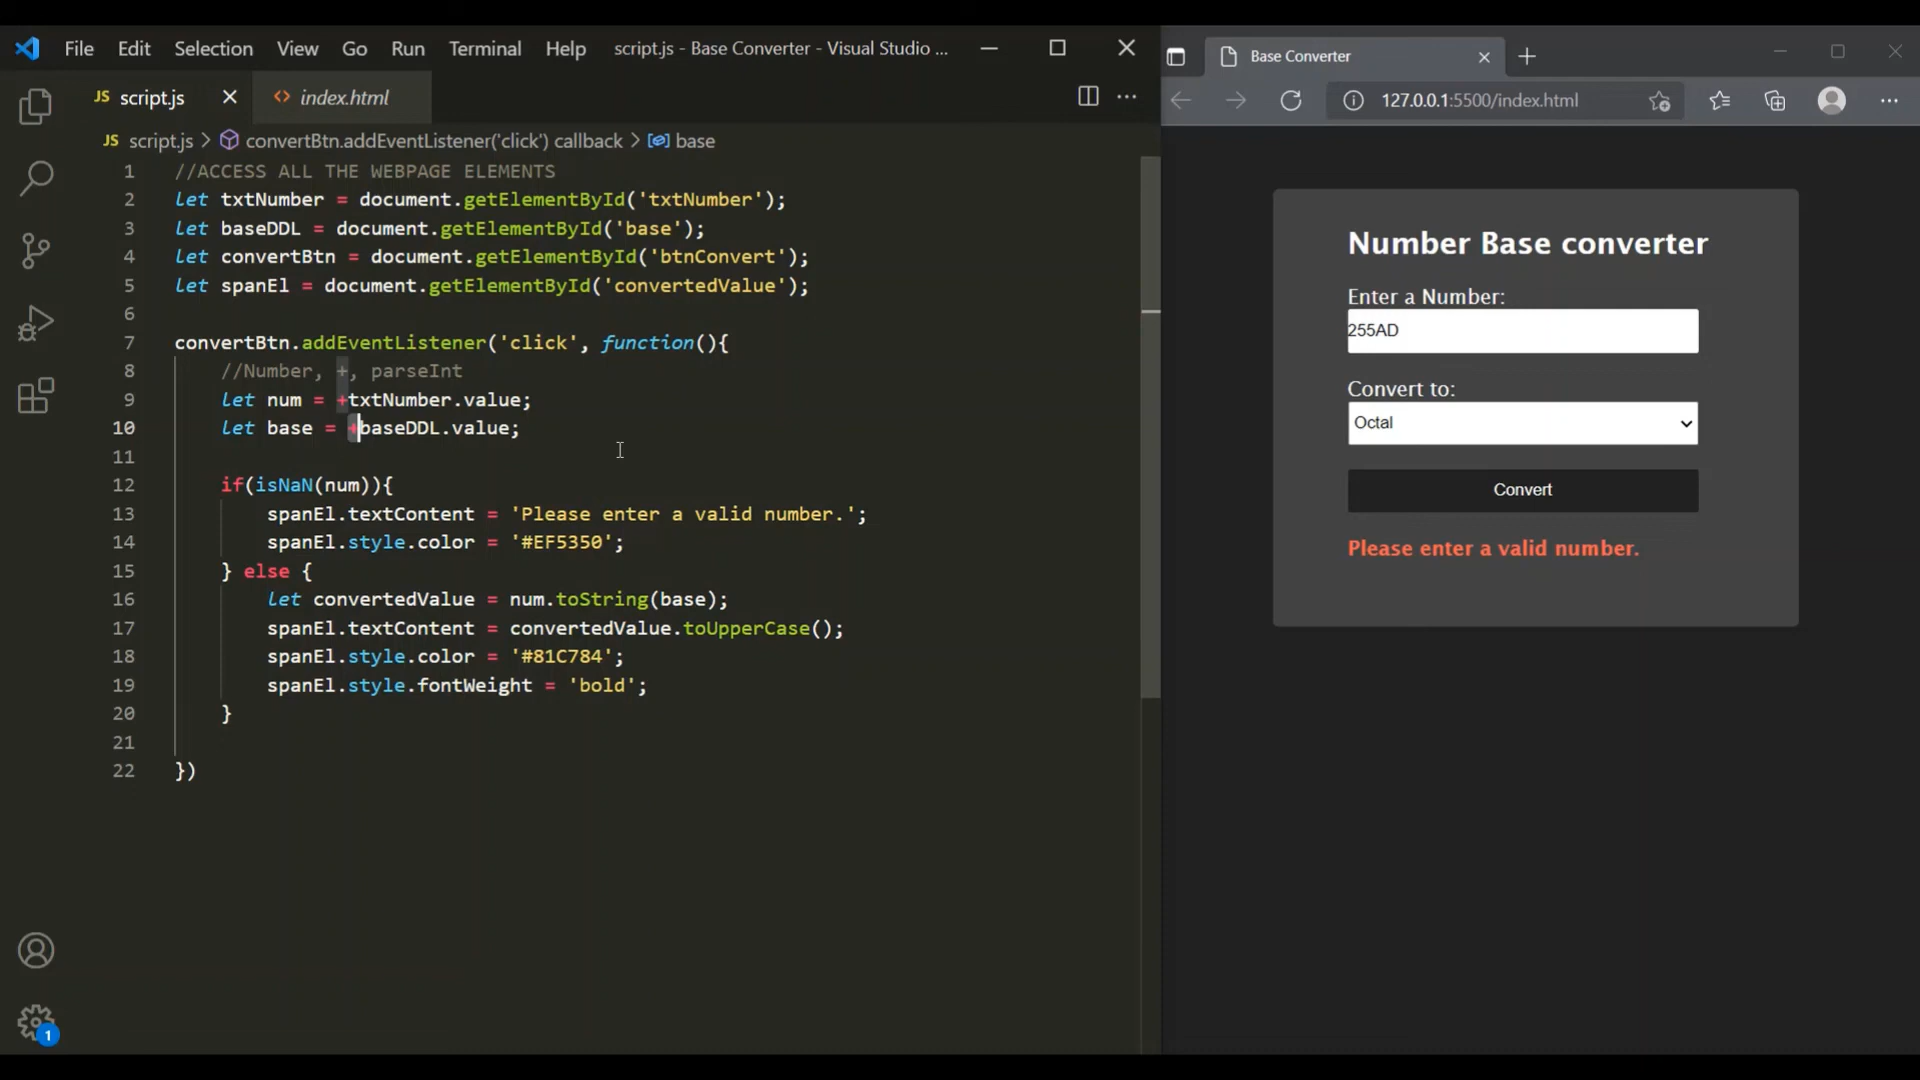 File Edit Selection View Go Run Terminal Help script.js - Base Converter - Visual Studio ...
JS script.js index.html
JS script.js > convertBtn.addEventListener('click') callback > base
1 //ACCESS ALL THE WEBPAGE ELEMENTS
2 let txtNumber = document.getElementById('txtNumber');
3 let baseDDL = document.getElementById('base');
4 let convertBtn = document.getElementById('btnConvert');
5 let spanEl = document.getElementById('convertedValue');
6
7 convertBtn.addEventListener('click', function(){
8 //Number, +, parseInt
9 let num = +txtNumber.value;
10 let base = +baseDDL.value;
11
12 if(isNaN(num)){
13 spanEl.textContent = 'Please enter a valid number.';
14 spanEl.style.color = '#EF5350';
15 } else {
16 let convertedValue = num.toString(base);
17 spanEl.textContent = convertedValue.toUpperCase();
18 spanEl.style.color = '#81C784';
19 spanEl.style.fontWeight = 'bold';
20 }
21
22 })
1
Base Converter
127.0.0.1:5500/index.html
Number Base converter
Enter a Number:
255AD
Convert to:
Octal
Convert
Please enter a valid number.